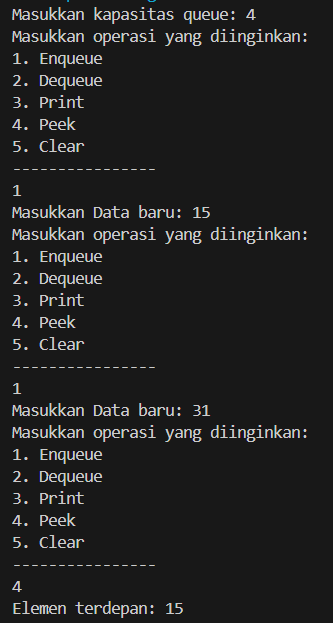 Masukkan kapasitas queue: 4
Masukkan operasi yang diinginkan:
1. Enqueue
2. Dequeue
3. Print
4. Peek
5. Clear
----------------
1
Masukkan Data baru: 15
Masukkan operasi yang diinginkan:
1. Enqueue
2. Dequeue
3. Print
4. Peek
5. Clear
----------------
1
Masukkan Data baru: 31
Masukkan operasi yang diinginkan:
1. Enqueue
2. Dequeue
3. Print
4. Peek
5. Clear
----------------
4
Elemen terdepan: 15